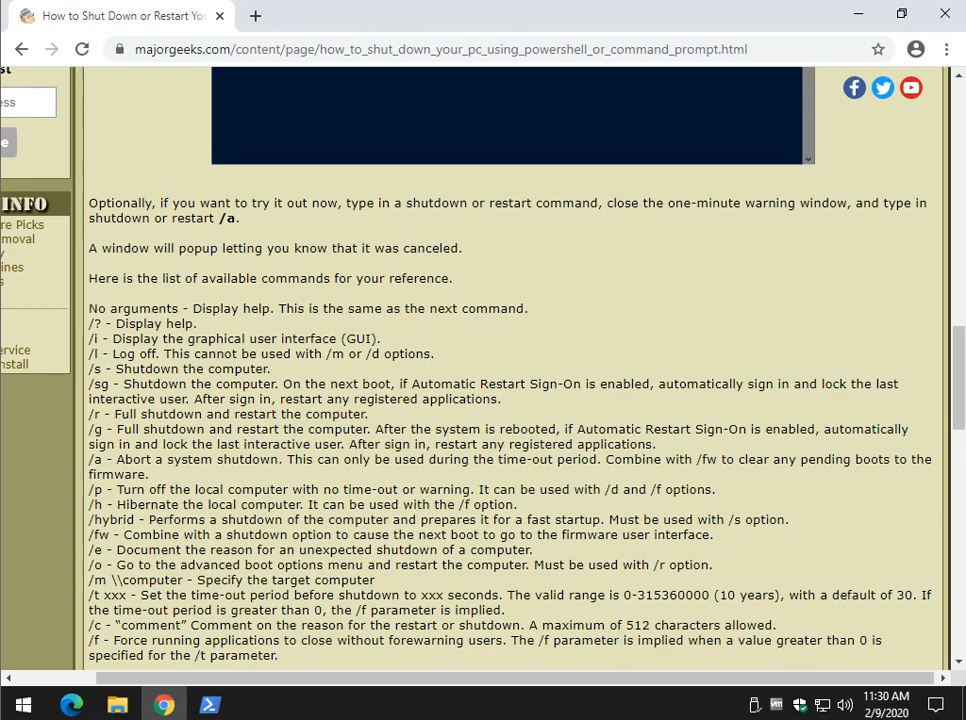 How to Shut Down or Restart You
majorgeeks.com/content/page/how_to_shut_down_your_pc_using_powershell_or_command_prompt.html
st
ess
e
INFO
re Picks
moval
y
ines
s
ervice
nstall
Optionally, if you want to try it out now, type in a shutdown or restart command, close the one-minute warning window, and type in
shutdown or restart /a.
A window will popup letting you know that it was canceled.
Here is the list of available commands for your reference.
No arguments - Display help. This is the same as the next command.
/? - Display help.
/i - Display the graphical user interface (GUI).
/l - Log off. This cannot be used with /m or /d options.
/s - Shutdown the computer.
/sg - Shutdown the computer. On the next boot, if Automatic Restart Sign-On is enabled, automatically sign in and lock the last
interactive user. After sign in, restart any registered applications.
/r - Full shutdown and restart the computer.
/g - Full shutdown and restart the computer. After the system is rebooted, if Automatic Restart Sign-On is enabled, automatically
sign in and lock the last interactive user. After sign in, restart any registered applications.
/a - Abort a system shutdown. This can only be used during the time-out period. Combine with /fw to clear any pending boots to the
firmware.
/p - Turn off the local computer with no time-out or warning. It can be used with /d and /f options.
/h - Hibernate the local computer. It can be used with the /f option.
/hybrid - Performs a shutdown of the computer and prepares it for a fast startup. Must be used with /s option.
/fw - Combine with a shutdown option to cause the next boot to go to the firmware user interface.
/e - Document the reason for an unexpected shutdown of a computer.
/o - Go to the advanced boot options menu and restart the computer. Must be used with /r option.
/m \\computer - Specify the target computer
/t xxx - Set the time-out period before shutdown to xxx seconds. The valid range is 0-315360000 (10 years), with a default of 30. If
the time-out period is greater than 0, the /f parameter is implied.
/c - “comment” Comment on the reason for the restart or shutdown. A maximum of 512 characters allowed.
/f - Force running applications to close without forewarning users. The /f parameter is implied when a value greater than 0 is
specified for the /t parameter.
vm
11:30 AM
2/9/2020